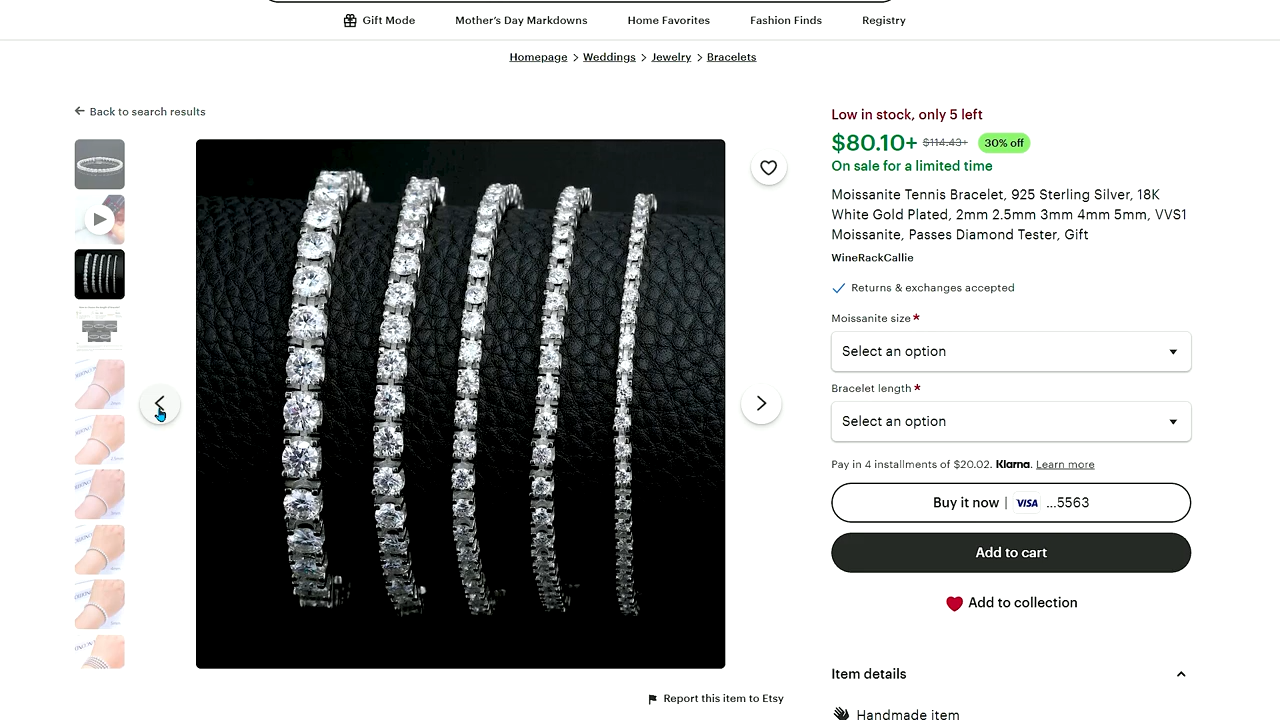 Gift Mode
Mother's Day Markdowns
Home Favorites
Fashion Finds
Registry
Homepage > Weddings > Jewelry > Bracelets
Back to search results
Low in stock, only 5 left
$80.10+ $114.43+ 30% off
On sale for a limited time
Moissanite Tennis Bracelet, 925 Sterling Silver, 18K
White Gold Plated, 2mm 2.5mm 3mm 4mm 5mm, VVS1
Moissanite, Passes Diamond Tester, Gift
WineRackCallie
Returns & exchanges accepted
Moissanite size*
Select an option
Bracelet length*
Select an option
Pay in 4 installments of $20.02. Klarna. Learn more
Buy it now | VISA ...5563
Add to cart
Add to collection
Item details
Handmade item
Report this item to Etsy